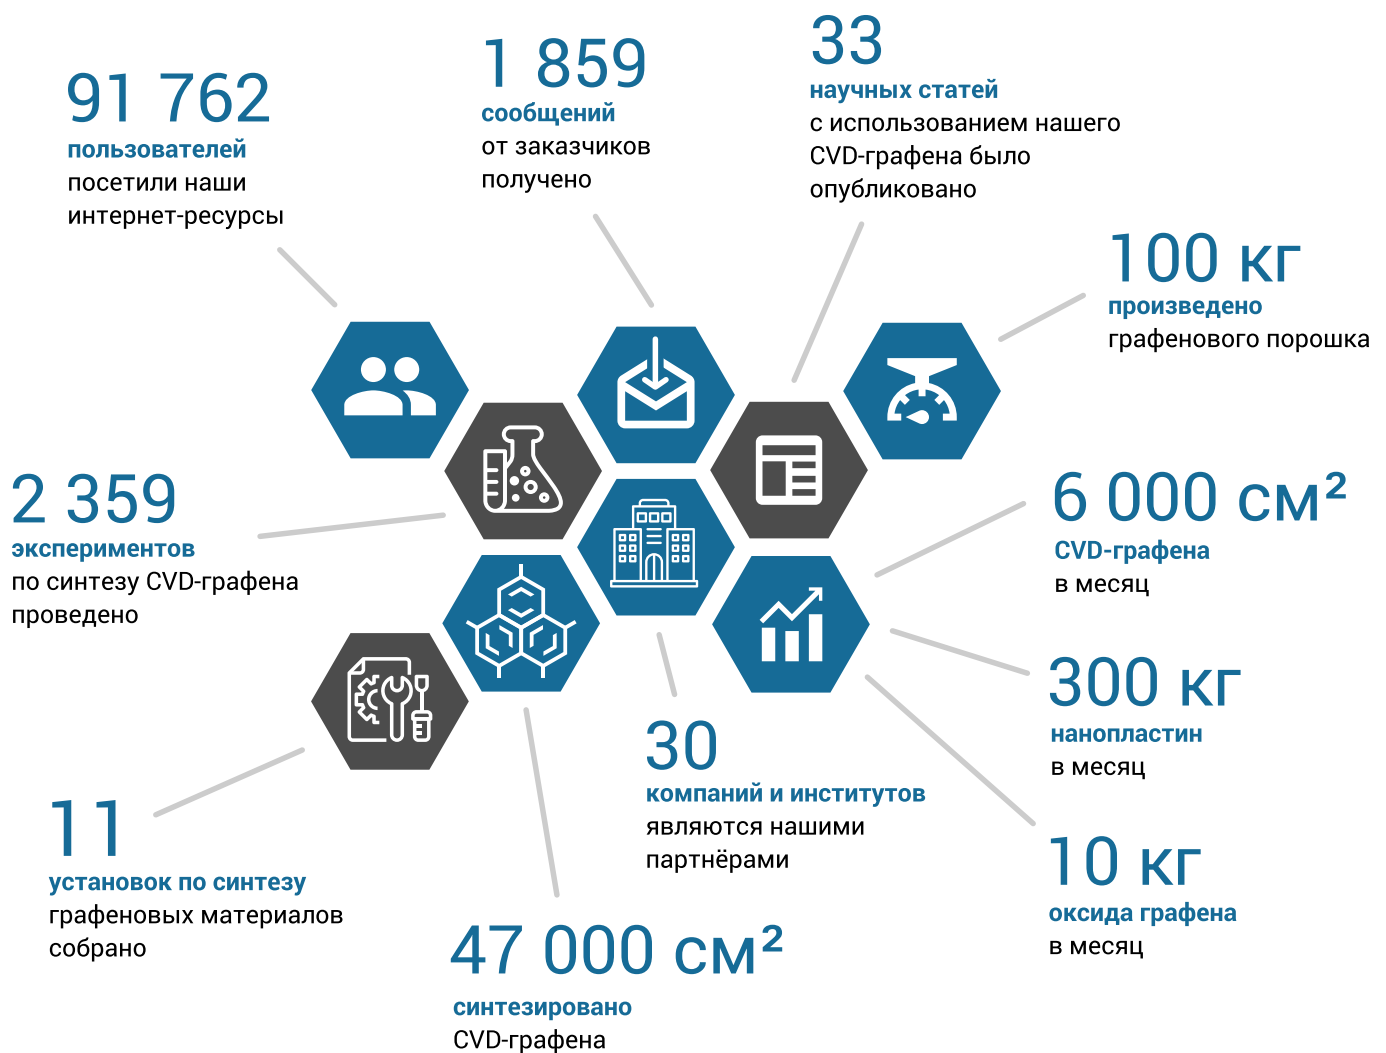 91 762
пользователей
посетили наши
интернет-ресурсы
1 859
сообщений
от заказчиков
получено
33
научных статей
с использованием нашего
CVD-графена было
опубликовано
100 кг
произведено
графенового порошка
2 359
экспериментов
по синтезу CVD-графена
проведено
6 000 см²
CVD-графена
в месяц
300 кг
нанопластин
в месяц
30
компаний и институтов
являются нашими
партнёрами
11
установок по синтезу
графеновых материалов
собрано
10 кг
оксида графена
в месяц
47 000 см²
синтезировано
CVD-графена